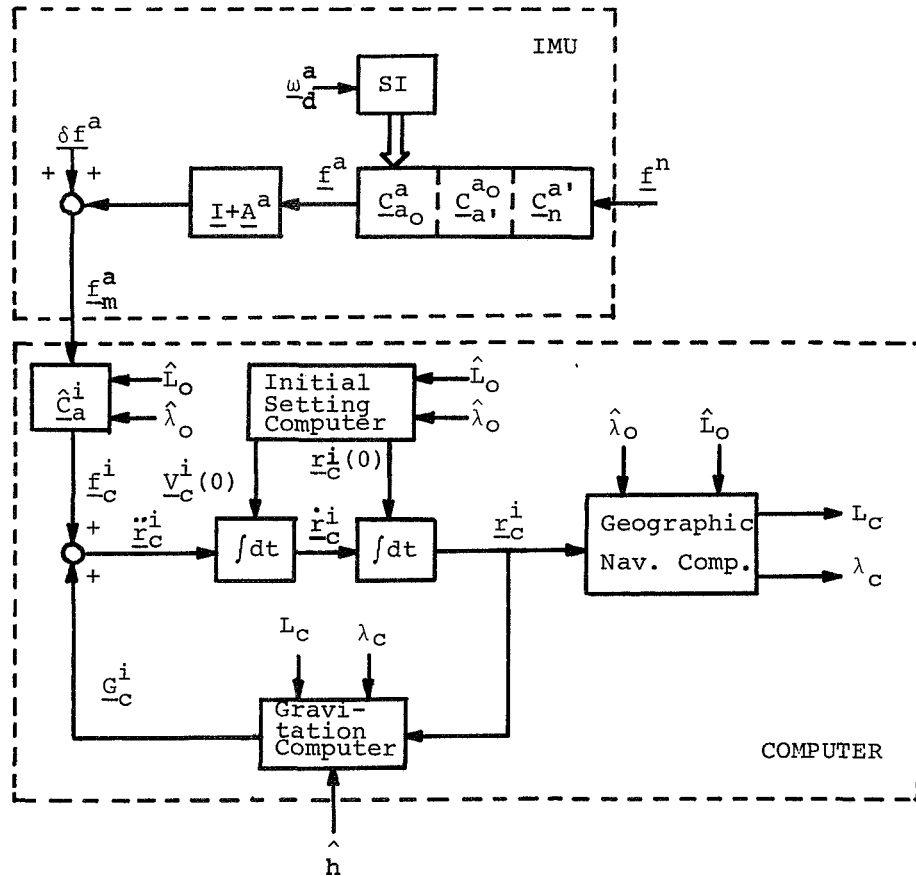 IMU
ω_d^a
SI
δf^a
+ +
I+A^a
f^a
C_{a_o}^a
C_{a'}^{a_o}
C_n^{a'}
f^n
f_m^a
Ĉ_a^i
L̂_o
λ̂_o
Initial
Setting
Computer
L̂_o
λ̂_o
λ̂_o
L̂_o
f_c^i
V_c^i(0)
r_c^i(0)
+
+
r̈_c^i
∫dt
ṙ_c^i
∫dt
r_c^i
Geographic
Nav. Comp.
L_c
λ_c
L_c
λ_c
G_c^i
Gravi-
tation
Computer
COMPUTER
ĥ